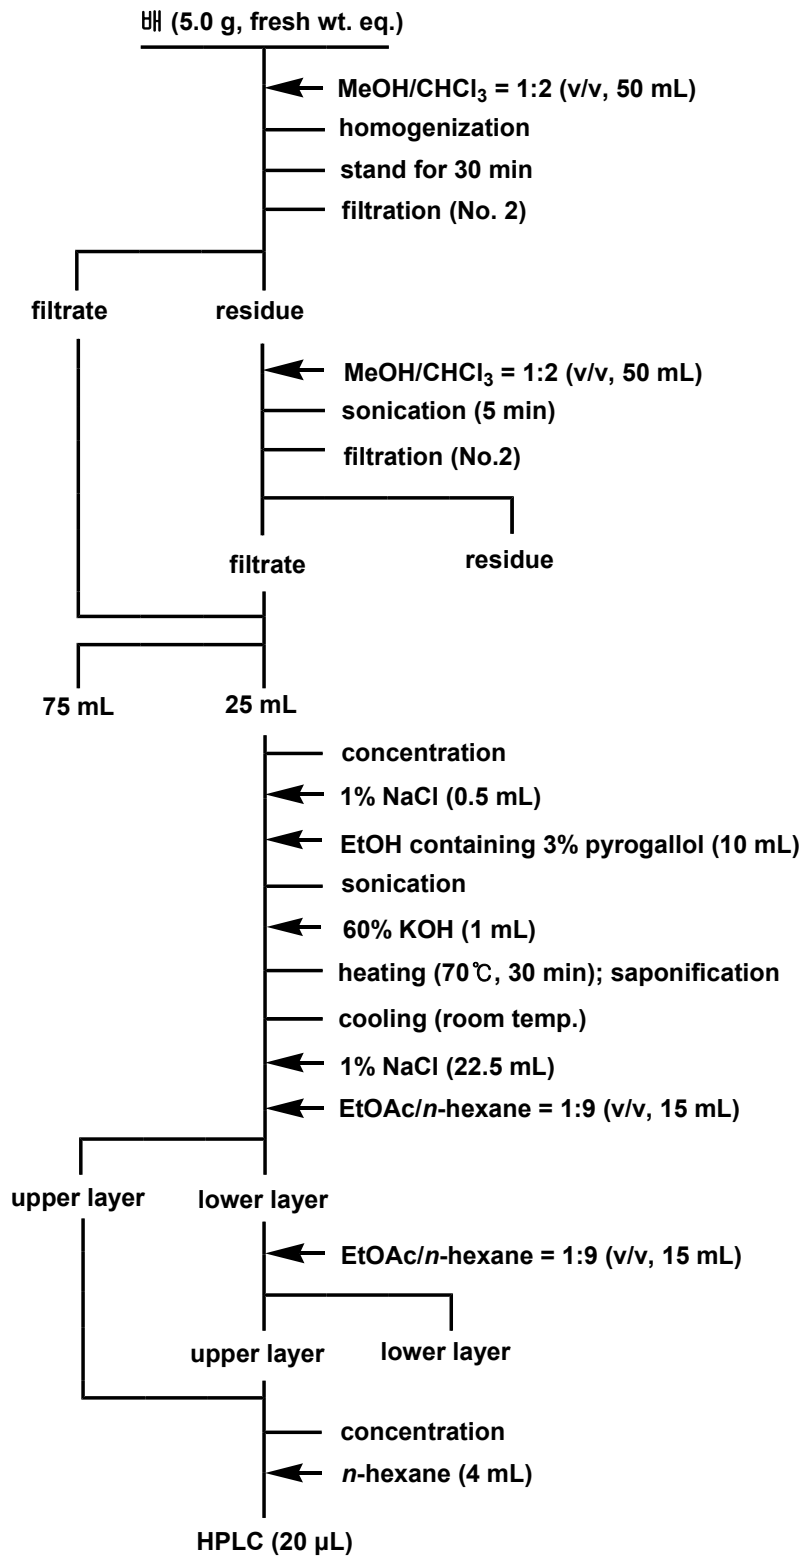 배 (5.0 g, fresh wt. eq.)
MeOH/CHCl₃ = 1:2 (v/v, 50 mL)
homogenization
stand for 30 min
filtration (No. 2)
filtrate residue
MeOH/CHCl₃ = 1:2 (v/v, 50 mL)
sonication (5 min)
filtration (No.2)
filtrate residue
75 mL 25 mL
concentration
1% NaCl (0.5 mL)
EtOH containing 3% pyrogallol (10 mL)
sonication
60% KOH (1 mL)
heating (70℃, 30 min); saponification
cooling (room temp.)
1% NaCl (22.5 mL)
EtOAc/n-hexane = 1:9 (v/v, 15 mL)
upper layer lower layer
EtOAc/n-hexane = 1:9 (v/v, 15 mL)
upper layer lower layer
concentration
n-hexane (4 mL)
HPLC (20 µL)